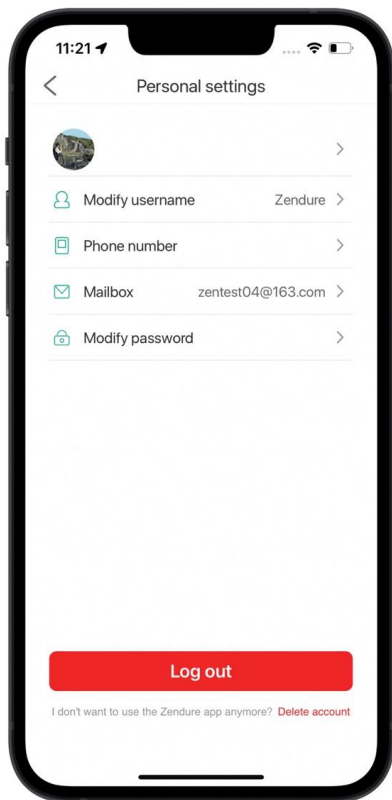 11:21
Personal settings
Modify username Zendure
Phone number
Mailbox zentest04@163.com
Modify password
Log out
I don't want to use the Zendure app anymore? Delete account